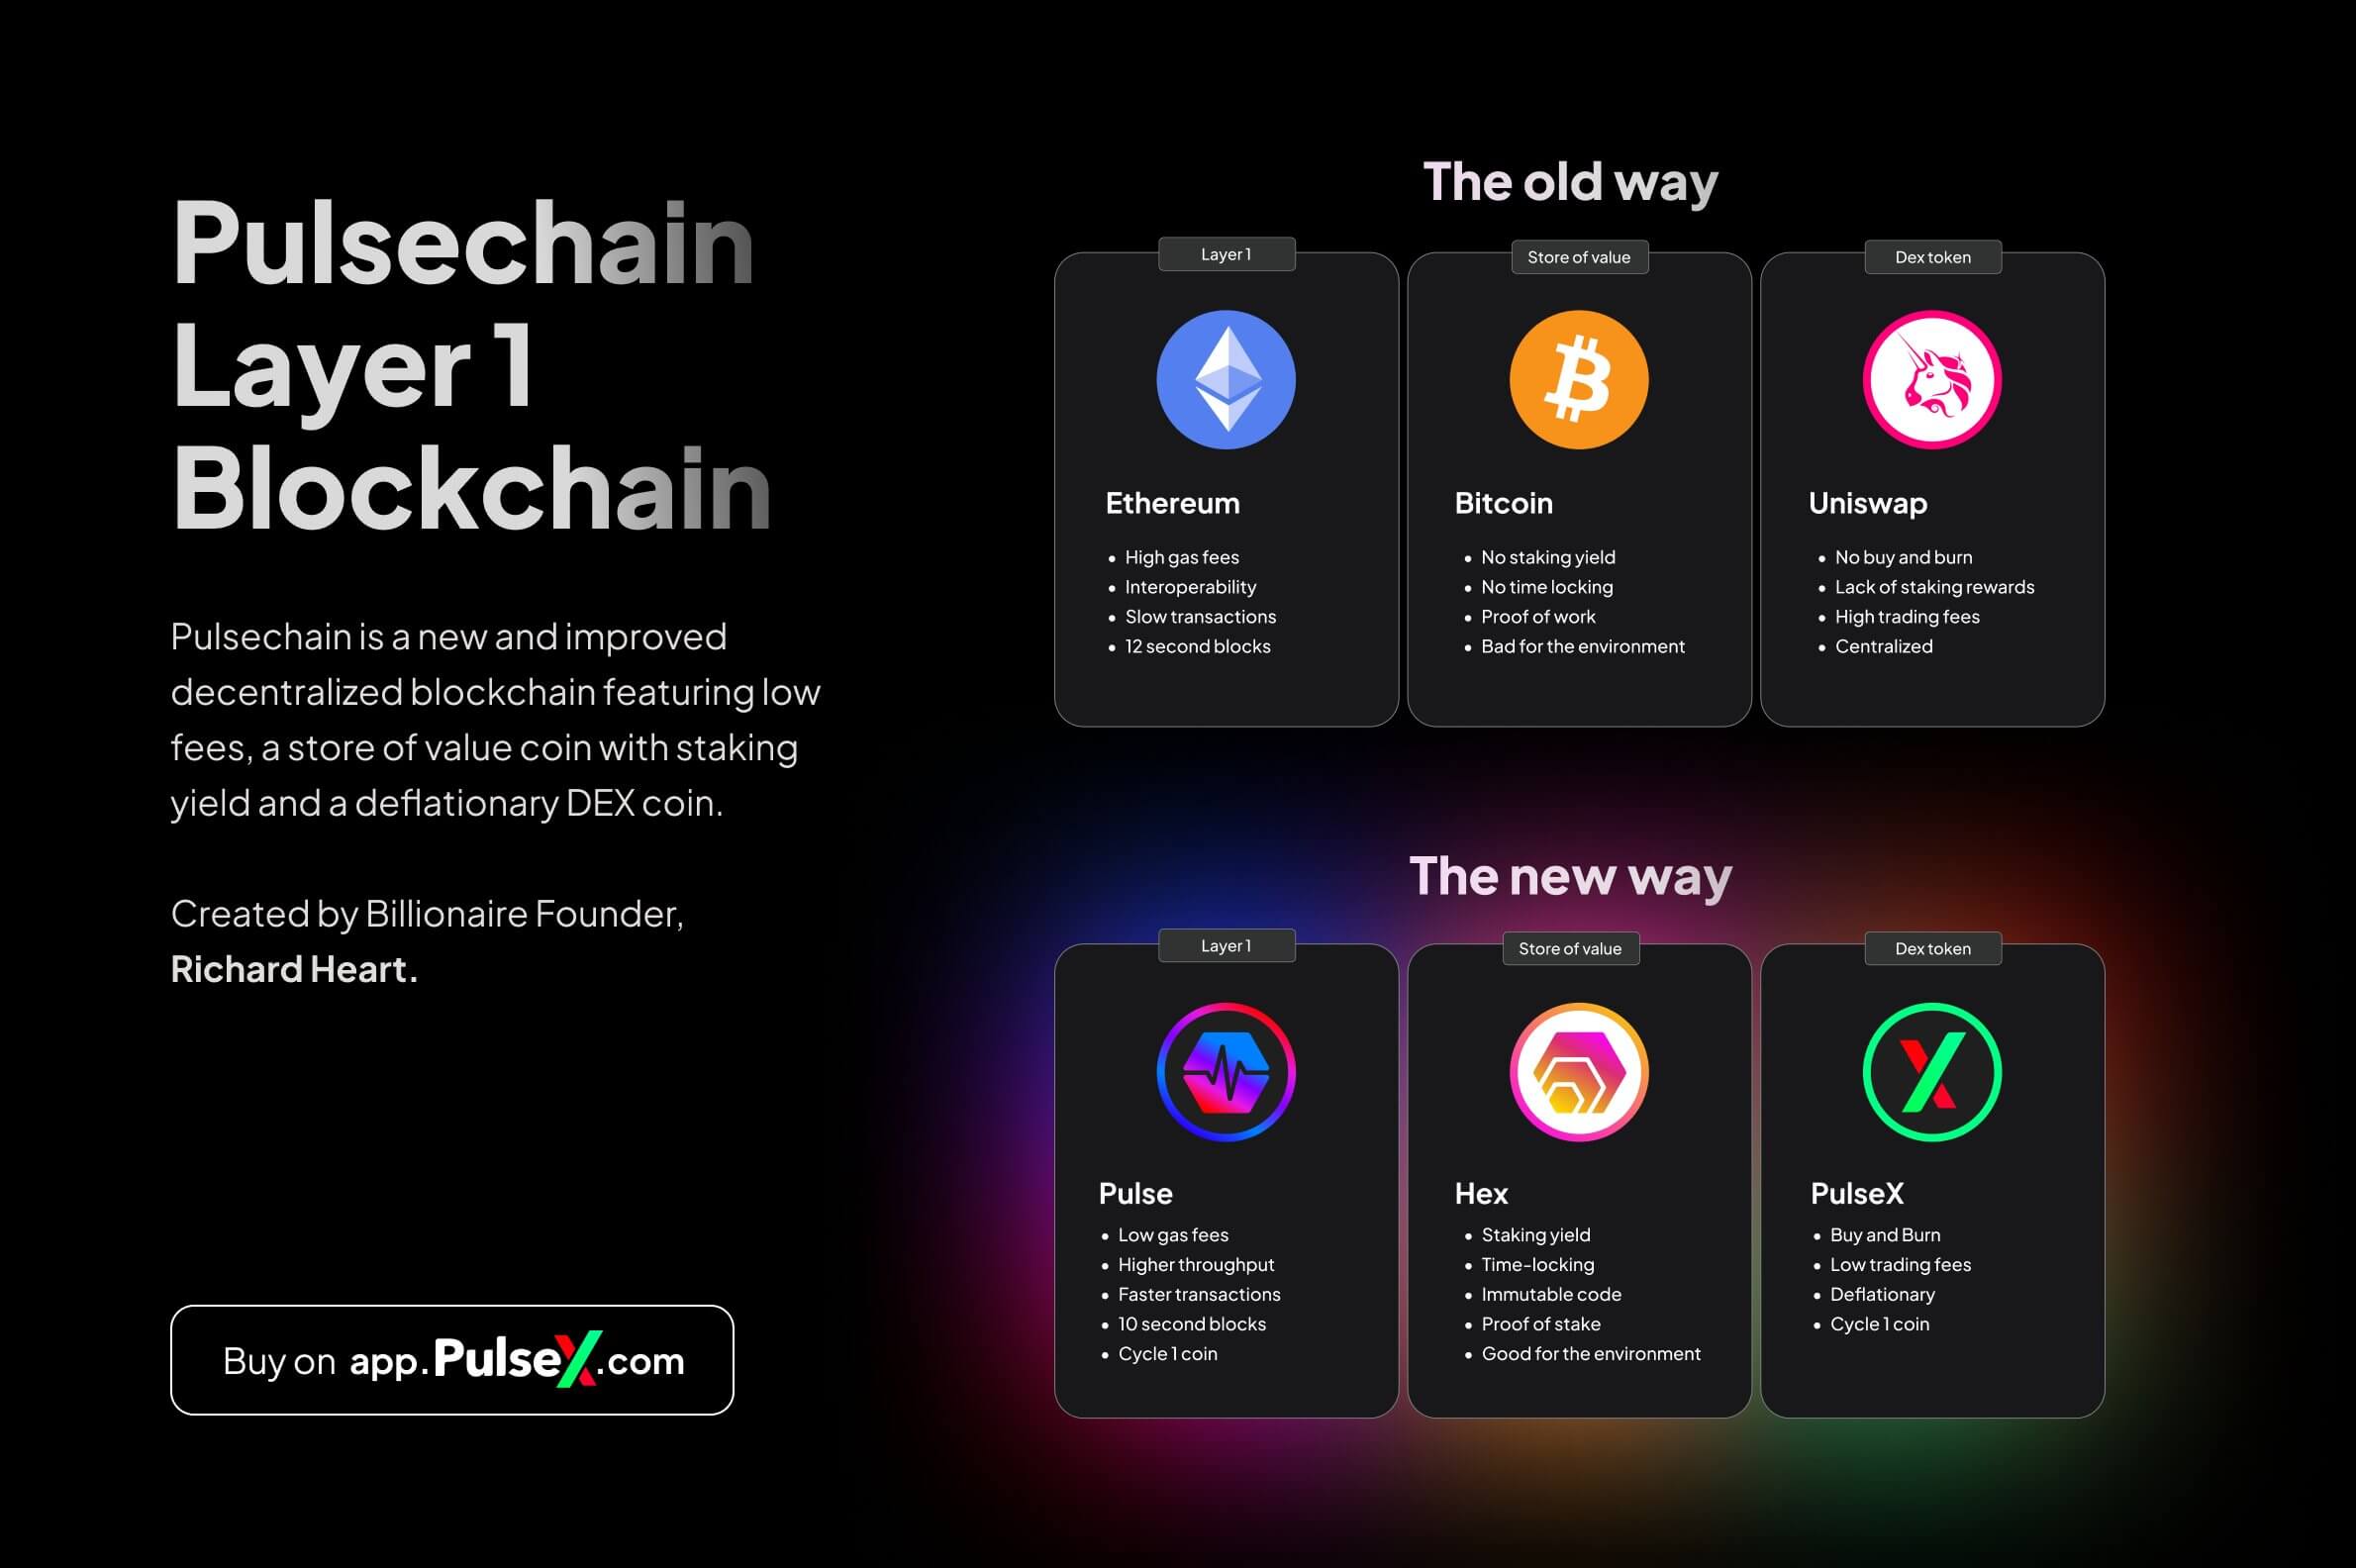 Pulsechain
Layer 1
Blockchain
Pulsechain is a new and improved
decentralized blockchain featuring low
fees, a store of value coin with staking
yield and a deflationary DEX coin.
Created by Billionaire Founder,
Richard Heart.
Buy on app.PulseX.com
The old way
Layer 1
Ethereum
• High gas fees
• Interoperability
• Slow transactions
• 12 second blocks
Store of value
Bitcoin
• No staking yield
• No time locking
• Proof of work
• Bad for the environment
Dex token
Uniswap
• No buy and burn
• Lack of staking rewards
• High trading fees
• Centralized
The new way
Layer 1
Pulse
• Low gas fees
• Higher throughput
• Faster transactions
• 10 second blocks
• Cycle 1 coin
Store of value
Hex
• Staking yield
• Time-locking
• Immutable code
• Proof of stake
• Good for the environment
Dex token
PulseX
• Buy and Burn
• Low trading fees
• Deflationary
• Cycle 1 coin